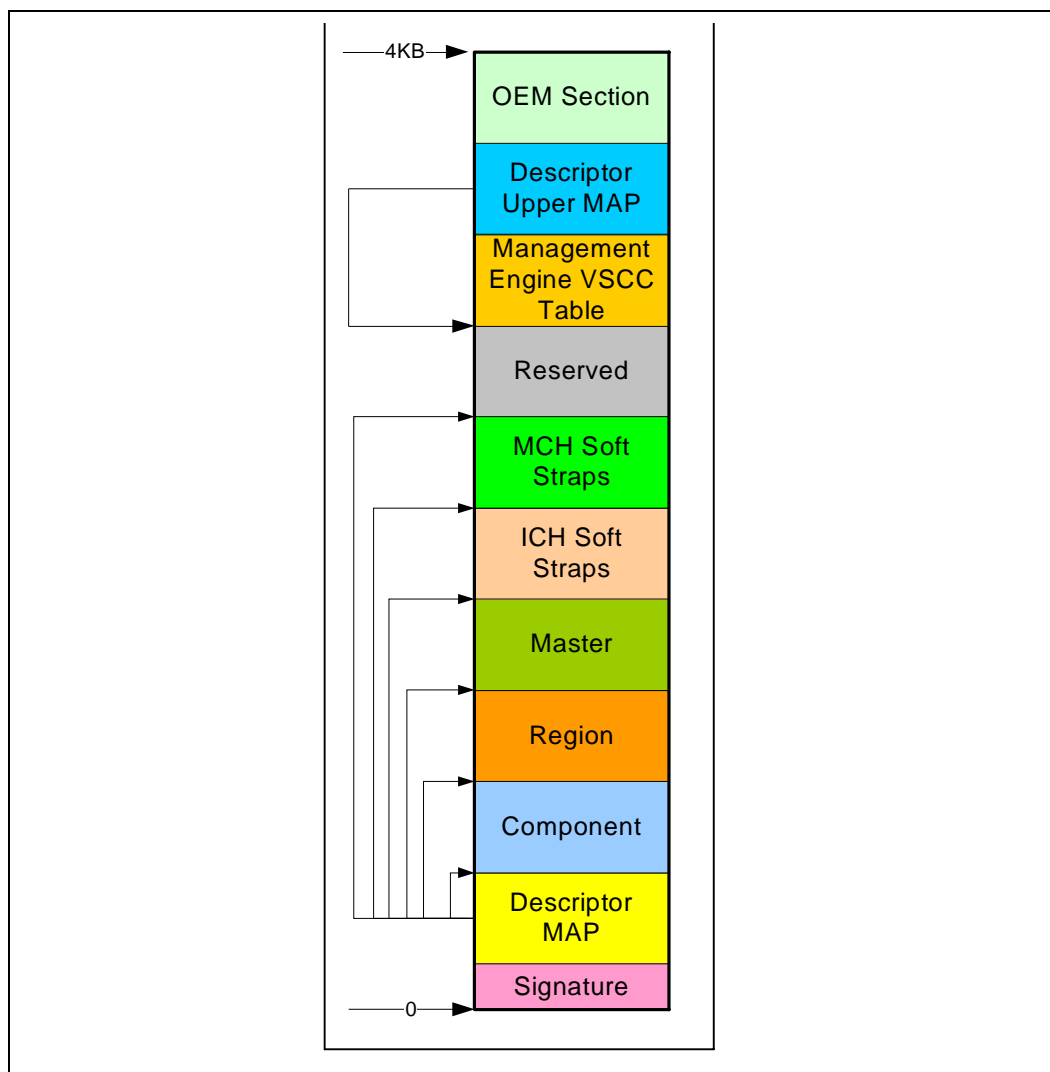 4KB
OEM Section
Descriptor
Upper MAP
Management
Engine VSCC
Table
Reserved
MCH Soft
Straps
ICH Soft
Straps
Master
Region
Component
Descriptor
MAP
Signature
0